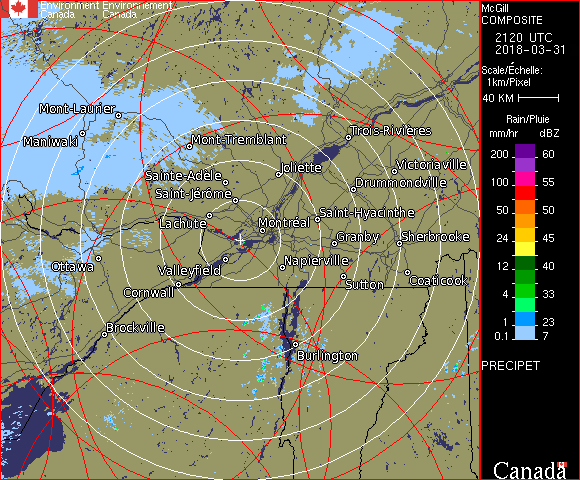 Environment Environnement
Canada Canada
McGill
COMPOSITE
2120 UTC
2018-03-31
Scale/Échelle:
1km/Pixel
40 KM
Rain/Pluie
mm/hr dBZ
200 60
100 55
50 50
24 45
12 40
4 33
1 23
0.1 7
PRECIPET
Canada
Mont-Laurier
Maniwaki
Mont-Tremblant
Trois-Rivières
Joliette
Victoriaville
Sainte-Adèle
Drummondville
Saint-Jérôme
Lachute
Montréal
Saint-Hyacinthe
Granby
Sherbrooke
Ottawa
Valleyfield
Napierville
Sutton
Coaticook
Cornwall
Brockville
Burlington